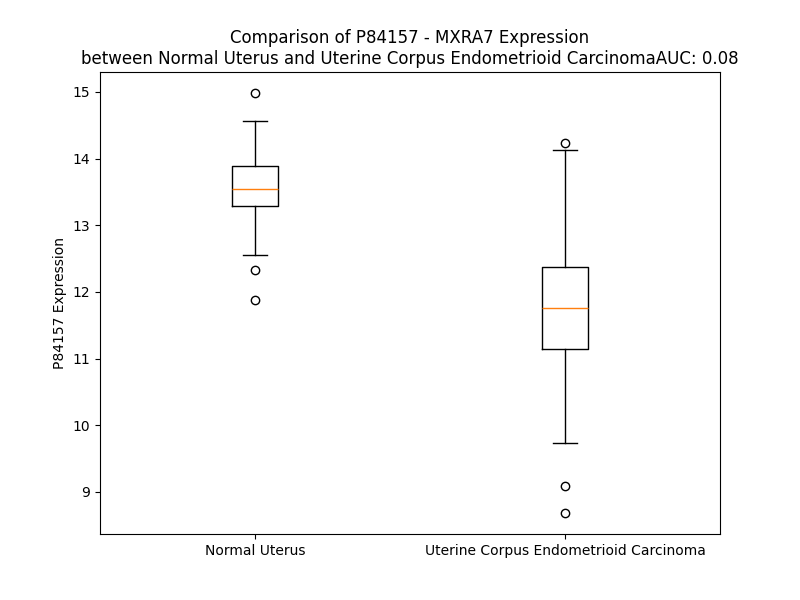 Comparison of P84157 - MXRA7 Expression
between Normal Uterus and Uterine Corpus Endometrioid CarcinomaAUC: 0.08
P84157 Expression
15
14
13
12
11
10
9
Normal Uterus
Uterine Corpus Endometrioid Carcinoma